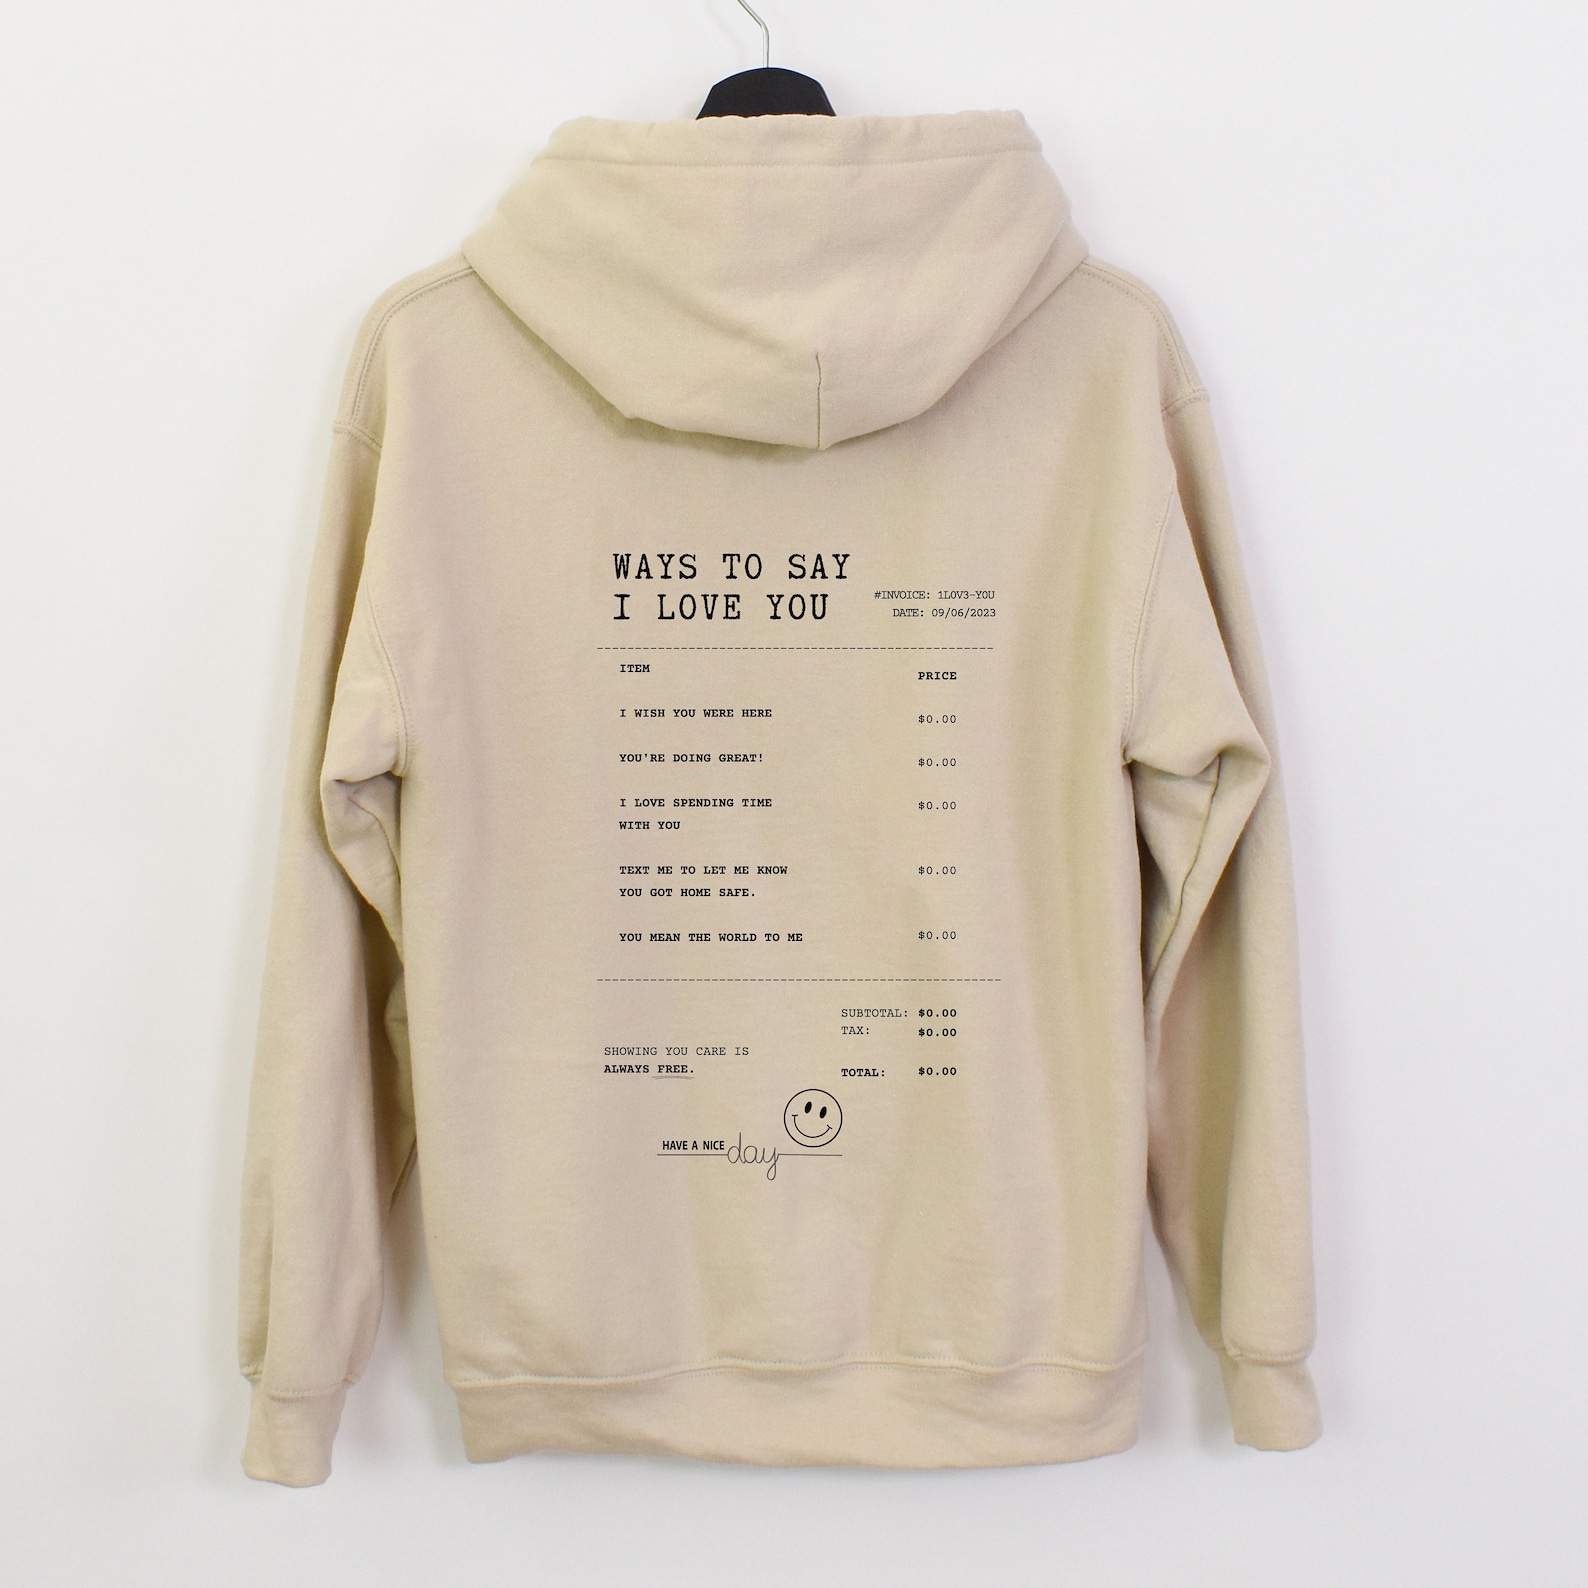 WAYS TO SAY
I LOVE YOU
#INVOICE: 1L0V3-Y0U
DATE: 09/06/2023
ITEM PRICE
I WISH YOU WERE HERE $0.00
YOU'RE DOING GREAT! $0.00
I LOVE SPENDING TIME $0.00
WITH YOU
TEXT ME TO LET ME KNOW $0.00
YOU GOT HOME SAFE.
YOU MEAN THE WORLD TO ME $0.00
SUBTOTAL: $0.00
TAX: $0.00
SHOWING YOU CARE IS
ALWAYS FREE.
TOTAL: $0.00
HAVE A NICE day